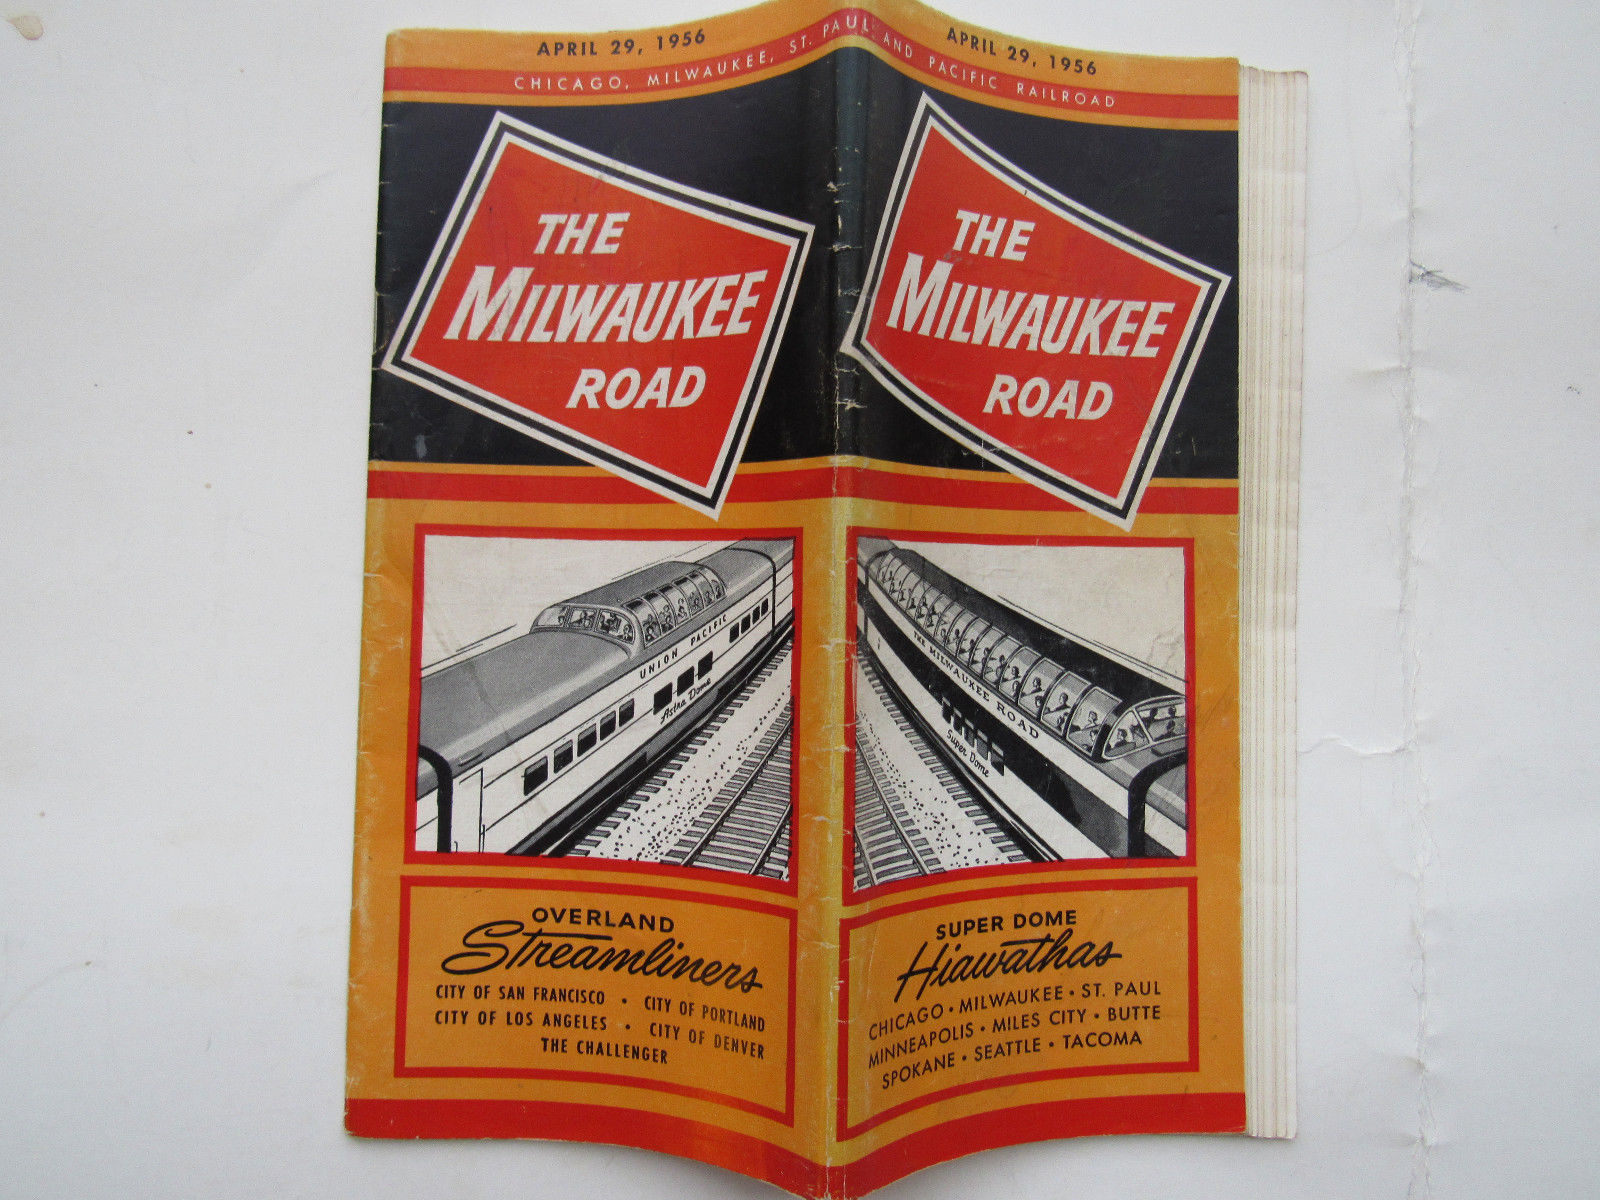 APRIL 29, 1956
APRIL 29, 1956
CHICAGO, MILWAUKEE, ST. PAUL AND PACIFIC RAILROAD
THE
MILWAUKEE
ROAD
UNION PACIFIC
Astra Dome
OVERLAND
Streamliners
CITY OF SAN FRANCISCO • CITY OF PORTLAND
CITY OF LOS ANGELES • CITY OF DENVER
THE CHALLENGER
THE
MILWAUKEE
ROAD
THE MILWAUKEE ROAD
Super Dome
SUPER DOME
Hiawathas
CHICAGO • MILWAUKEE • ST. PAUL
MINNEAPOLIS • MILES CITY • BUTTE
SPOKANE • SEATTLE • TACOMA